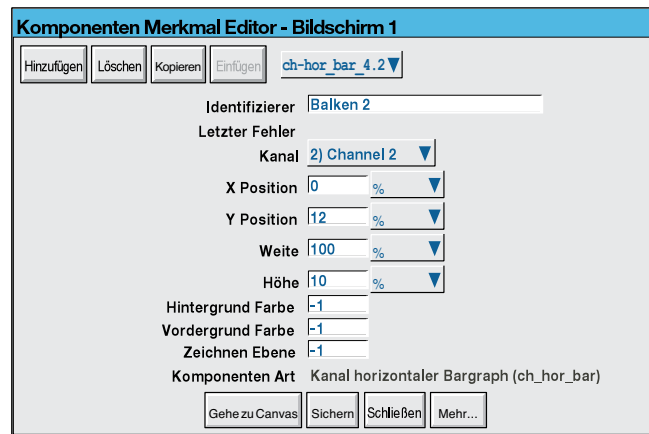 Komponenten Merkmal Editor - Bildschirm 1
Hinzufügen Löschen Kopieren Einfügen ch-hor_bar_4.2
Identifizierer Balken 2
Letzter Fehler
Kanal 2) Channel 2
X Position 0 %
Y Position 12 %
Weite 100 %
Höhe 10 %
Hintergrund Farbe -1
Vordergrund Farbe -1
Zeichnen Ebene -1
Komponenten Art Kanal horizontaler Bargraph (ch_hor_bar)
Gehe zu Canvas Sichern Schließen Mehr...